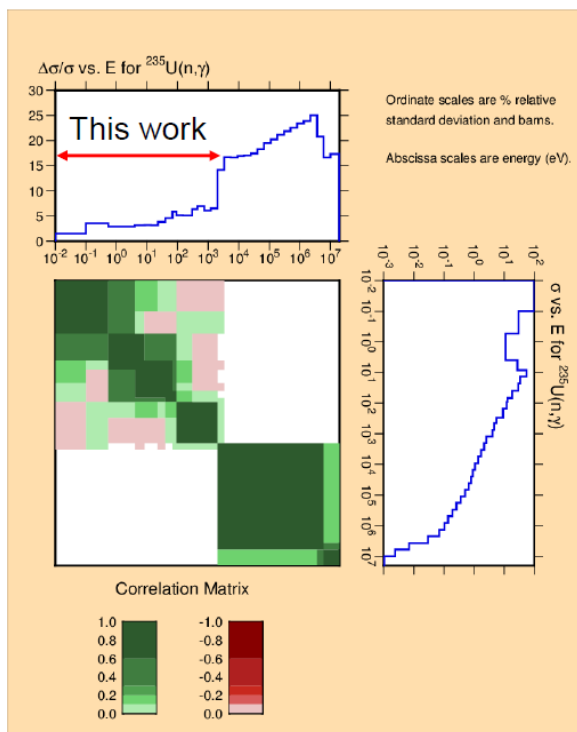 Δσ/σ vs. E for ²³⁵U(n,γ)
30
25
20
15
10
5
0
10⁻² 10⁻¹ 10⁰ 10¹ 10² 10³ 10⁴ 10⁵ 10⁶ 10⁷
This work
Ordinate scales are % relative
standard deviation and barns.
Abscissa scales are energy (eV).
10⁻³ 10⁻² 10⁻¹ 10⁰ 10¹ 10²
10⁻² 10⁻¹ 10⁰ 10¹ 10² 10³ 10⁴ 10⁵ 10⁶ 10⁷
σ vs. E for ²³⁵U(n,γ)
Correlation Matrix
1.0 -1.0
0.8 -0.8
0.6 -0.6
0.4 -0.4
0.2 -0.2
0.0 0.0